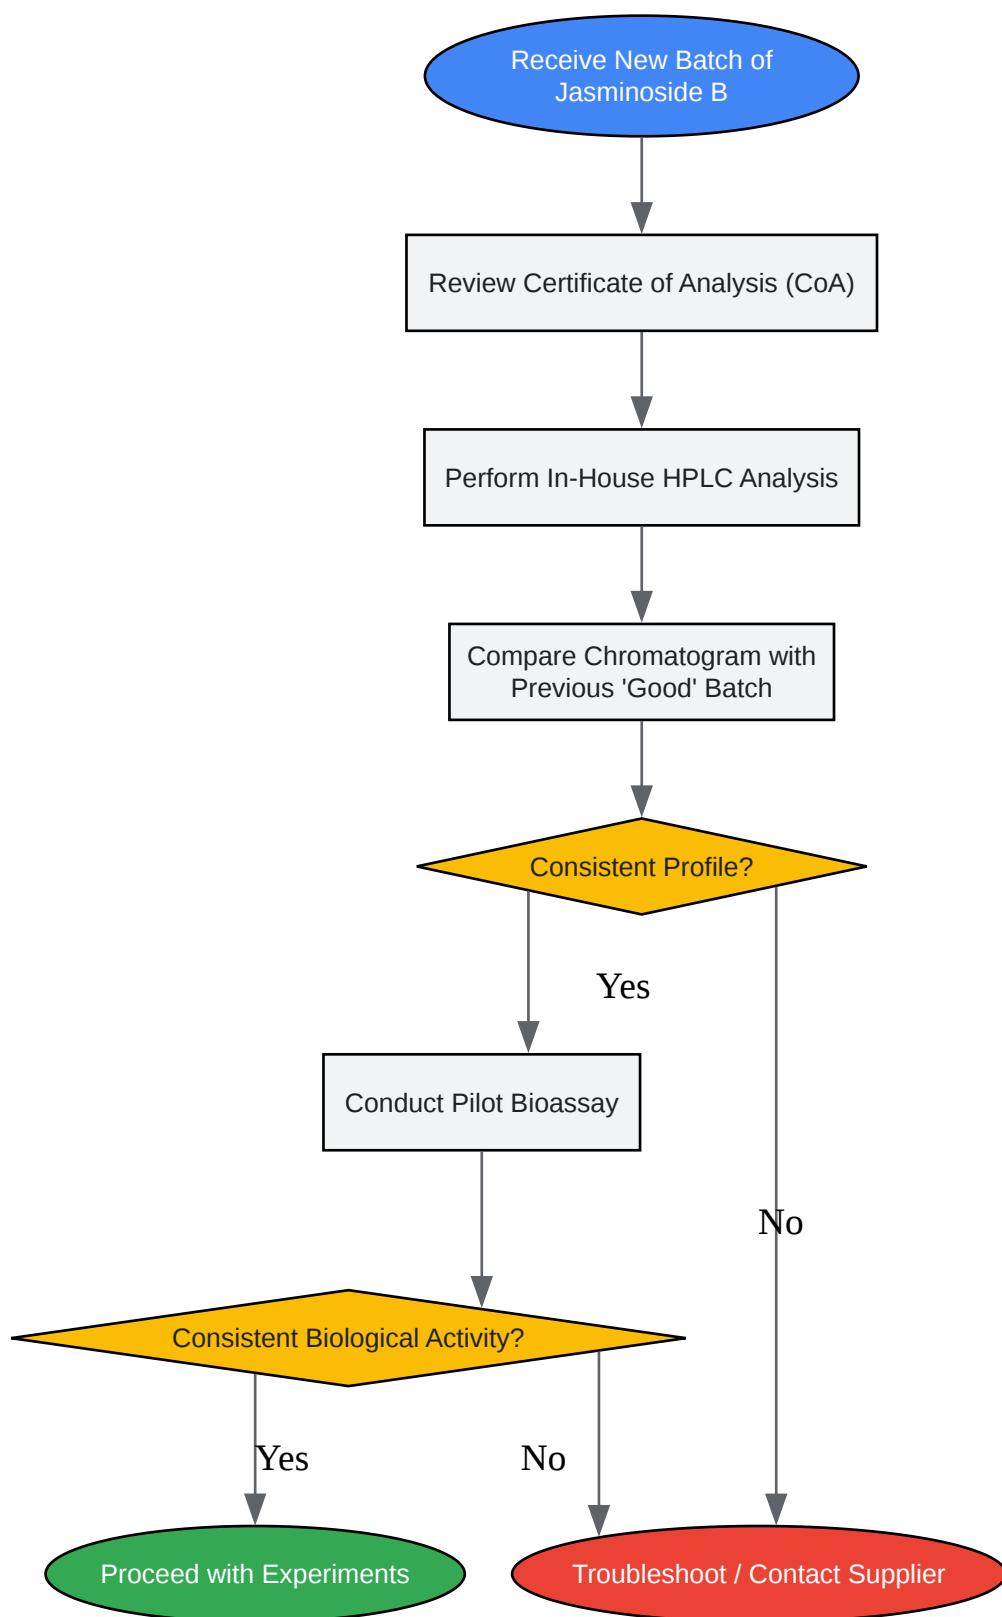 Receive New Batch of
Jasminoside B
Review Certificate of Analysis (CoA)
Perform In-House HPLC Analysis
Compare Chromatogram with
Previous 'Good' Batch
Consistent Profile?
Yes
Conduct Pilot Bioassay
No
Consistent Biological Activity?
Yes
No
Proceed with Experiments
Troubleshoot / Contact Supplier